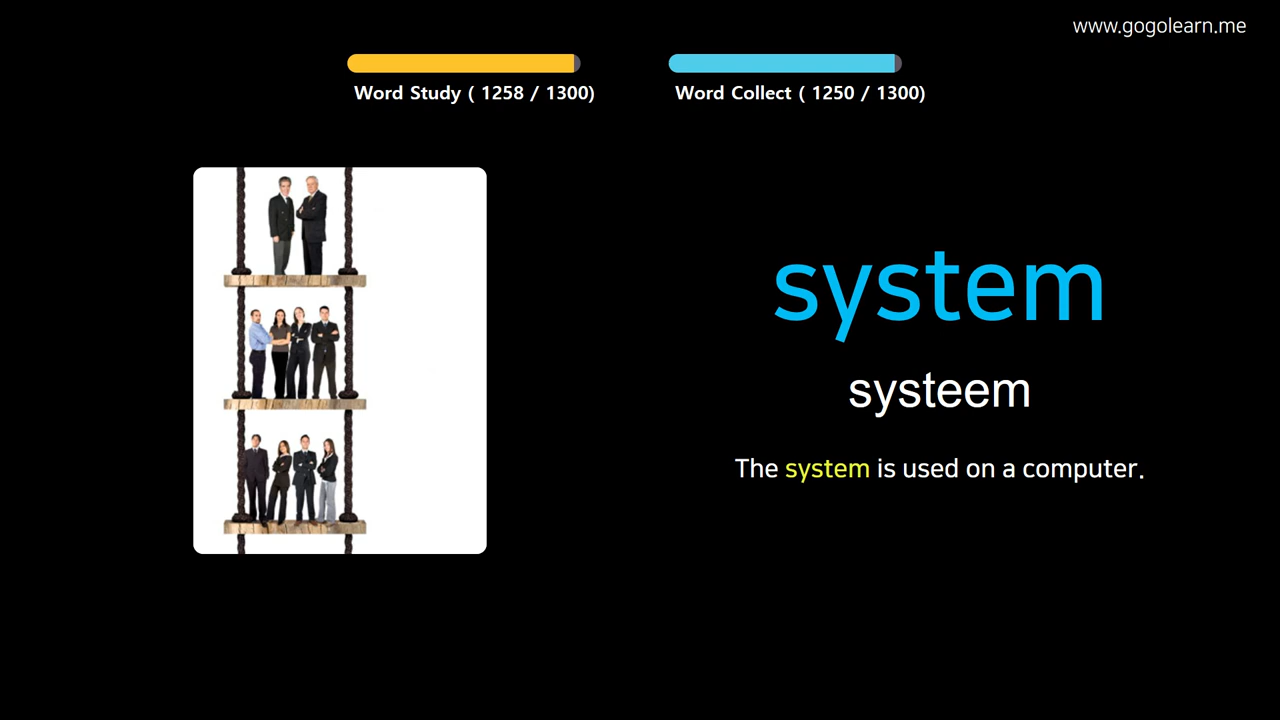 www.gogolearn.me
Word Study ( 1258 / 1300)
Word Collect ( 1250 / 1300)
system
systeem
The system is used on a computer.